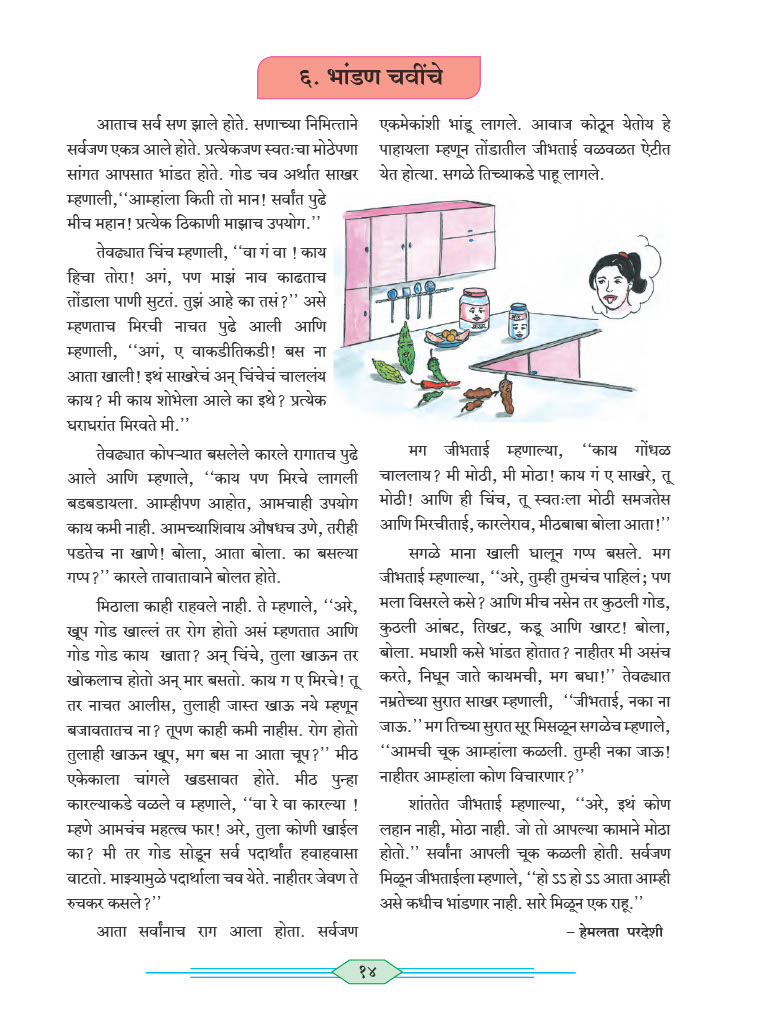 ६. भांडण चवींचे
आताच सर्व सण झाले होते. सणाच्या निमित्ताने
सर्वजण एकत्र आले होते. प्रत्येकजण स्वतःचा मोठेपणा
सांगत आपसात भांडत होते. गोड चव अर्थात साखर
म्हणाली,‘‘आम्हांला किती तो मान! सर्वांत पुढे
मीच महान! प्रत्येक ठिकाणी माझाच उपयोग.’’
तेवढ्यात चिंच म्हणाली, ‘‘वा गं वा ! काय
हिचा तोरा! अगं, पण माझं नाव काढताच
तोंडाला पाणी सुटतं. तुझं आहे का तसं?’’ असे
म्हणताच मिरची नाचत पुढे आली आणि
म्हणाली, ‘‘अगं, ए वाकडीतिकडी! बस ना
आता खाली! इथं साखरेचं अन् चिंचेचं चाललंय
काय? मी काय शोभेला आले का इथे? प्रत्येक
घराघरांत मिरवते मी.’’
तेवढ्यात कोपऱ्यात बसलेले कारले रागातच पुढे
आले आणि म्हणाले, ‘‘काय पण मिरचे लागली
बडबडायला. आम्हीपण आहोत, आमचाही उपयोग
काय कमी नाही. आमच्याशिवाय औषधच उणे, तरीही
पडतेच ना खाणे! बोला, आता बोला. का बसल्या
गप्प?’’ कारले तावातावाने बोलत होते.
मिठाला काही राहवले नाही. ते म्हणाले, ‘‘अरे,
खूप गोड खाल्लं तर रोग होतो असं म्हणतात आणि
गोड गोड काय खाता? अन् चिंचे, तुला खाऊन तर
खोकलाच होतो अन् मार बसतो. काय ग ए मिरचे! तू
तर नाचत आलीस, तुलाही जास्त खाऊ नये म्हणून
बजावतातच ना? तूपण काही कमी नाहीस. रोग होतो
तुलाही खाऊन खूप, मग बस ना आता चूप?’’ मीठ
एकेकाला चांगले खडसावत होते. मीठ पुन्हा
कारल्याकडे वळले व म्हणाले, ‘‘वा रे वा कारल्या !
म्हणे आमचंच महत्त्व फार! अरे, तुला कोणी खाईल
का? मी तर गोड सोडून सर्व पदार्थांत हवाहवासा
वाटतो. माझ्यामुळे पदार्थाला चव येते. नाहीतर जेवण ते
रुचकर कसले?’’
आता सर्वांनाच राग आला होता. सर्वजण
एकमेकांशी भांडू लागले. आवाज कोठून येतोय हे
पाहायला म्हणून तोंडातील जीभताई वळवळत ऐटीत
येत होत्या. सगळे तिच्याकडे पाहू लागले.
मग जीभताई म्हणाल्या, ‘‘काय गोंधळ
चाललाय? मी मोठी, मी मोठा! काय गं ए साखरे, तू
मोठी! आणि ही चिंच, तू स्वतःला मोठी समजतेस
आणि मिरचीताई, कारलेराव, मीठबाबा बोला आता!’’
सगळे माना खाली घालून गप्प बसले. मग
जीभताई म्हणाल्या, ‘‘अरे, तुम्ही तुमचंच पाहिलं; पण
मला विसरले कसे? आणि मीच नसेन तर कुठली गोड,
कुठली आंबट, तिखट, कडू आणि खारट! बोला,
बोला. मघाशी कसे भांडत होतात? नाहीतर मी असंच
करते, निघून जाते कायमची, मग बघा!’’ तेवढ्यात
नम्रतेच्या सुरात साखर म्हणाली, ‘‘जीभताई, नका ना
जाऊ.’’ मग तिच्या सुरात सूर मिसळून सगळेच म्हणाले,
‘‘आमची चूक आम्हांला कळली. तुम्ही नका जाऊ!
नाहीतर आम्हांला कोण विचारणार?’’
शांततेत जीभताई म्हणाल्या, ‘‘अरे, इथं कोण
लहान नाही, मोठा नाही. जो तो आपल्या कामाने मोठा
होतो.’’ सर्वांना आपली चूक कळली होती. सर्वजण
मिळून जीभताईला म्हणाले, ‘‘हो ऽऽ हो ऽऽ आता आम्ही
असे कधीच भांडणार नाही. सारे मिळून एक राहू.’’
– हेमलता परदेशी
१४